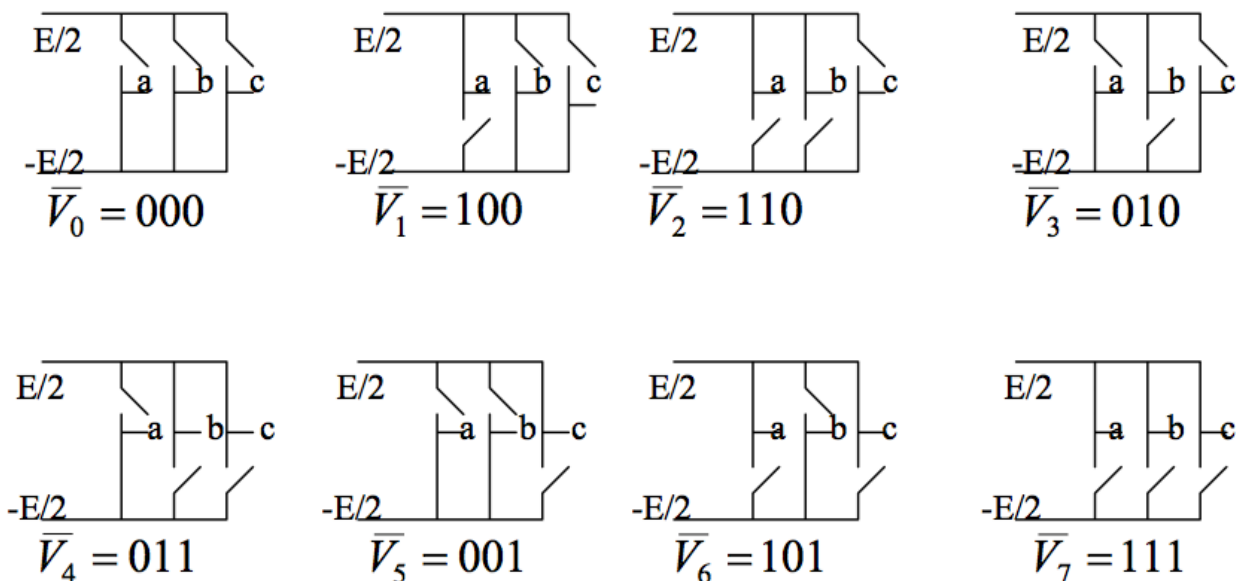 E/2 E/2 E/2 E/2
a b c a b c a b c a b c
-E/2 -E/2 -E/2 -E/2
V̅₀ = 000 V̅₁ = 100 V̅₂ = 110 V̅₃ = 010
E/2 E/2 E/2 E/2
a b c a b c a b c a b c
-E/2 -E/2 -E/2 -E/2
V̅₄ = 011 V̅₅ = 001 V̅₆ = 101 V̅₇ = 111